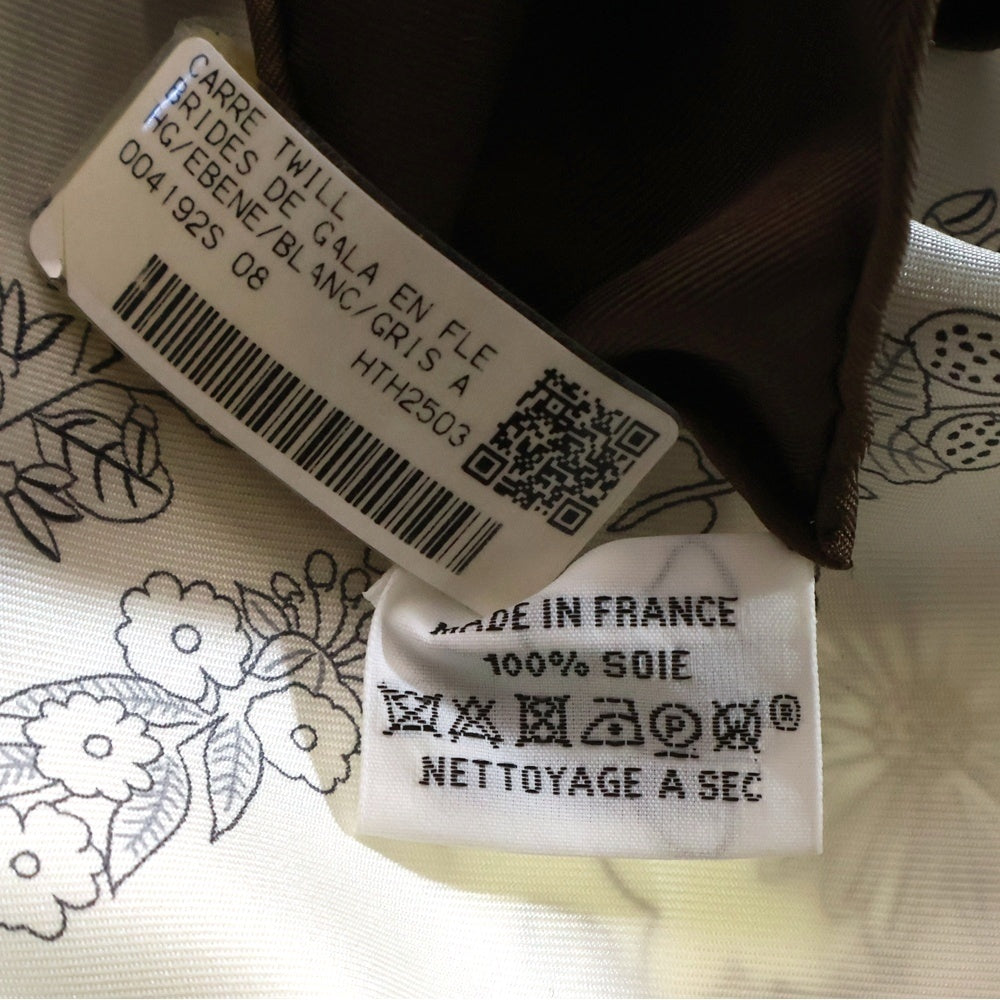 CARRE TWILL
BRIDES DE GALA EN FLE
HG/EBENE/BLANC/GRIS A
004192S 08
HTH2503
MADE IN FRANCE
100% SOIE
P
®
NETTOYAGE A SEC